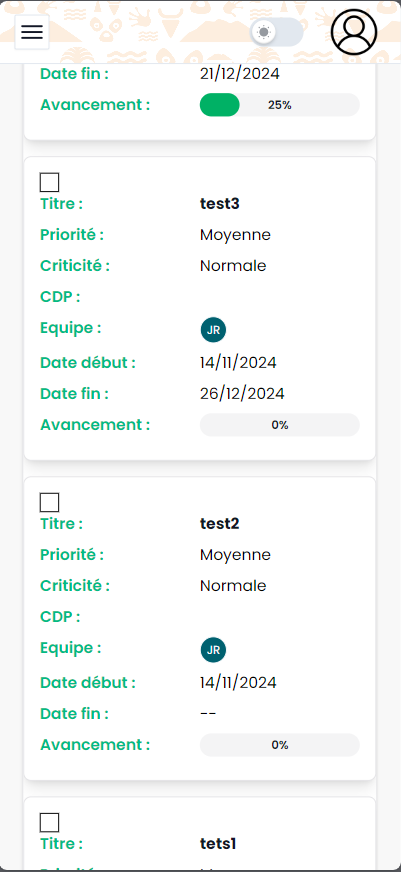 Date fin : 21/12/2024
Avancement : 25%
Titre : test3
Priorité : Moyenne
Criticité : Normale
CDP :
Equipe : JR
Date début : 14/11/2024
Date fin : 26/12/2024
Avancement : 0%
Titre : test2
Priorité : Moyenne
Criticité : Normale
CDP :
Equipe : JR
Date début : 14/11/2024
Date fin : --
Avancement : 0%
Titre : tets1